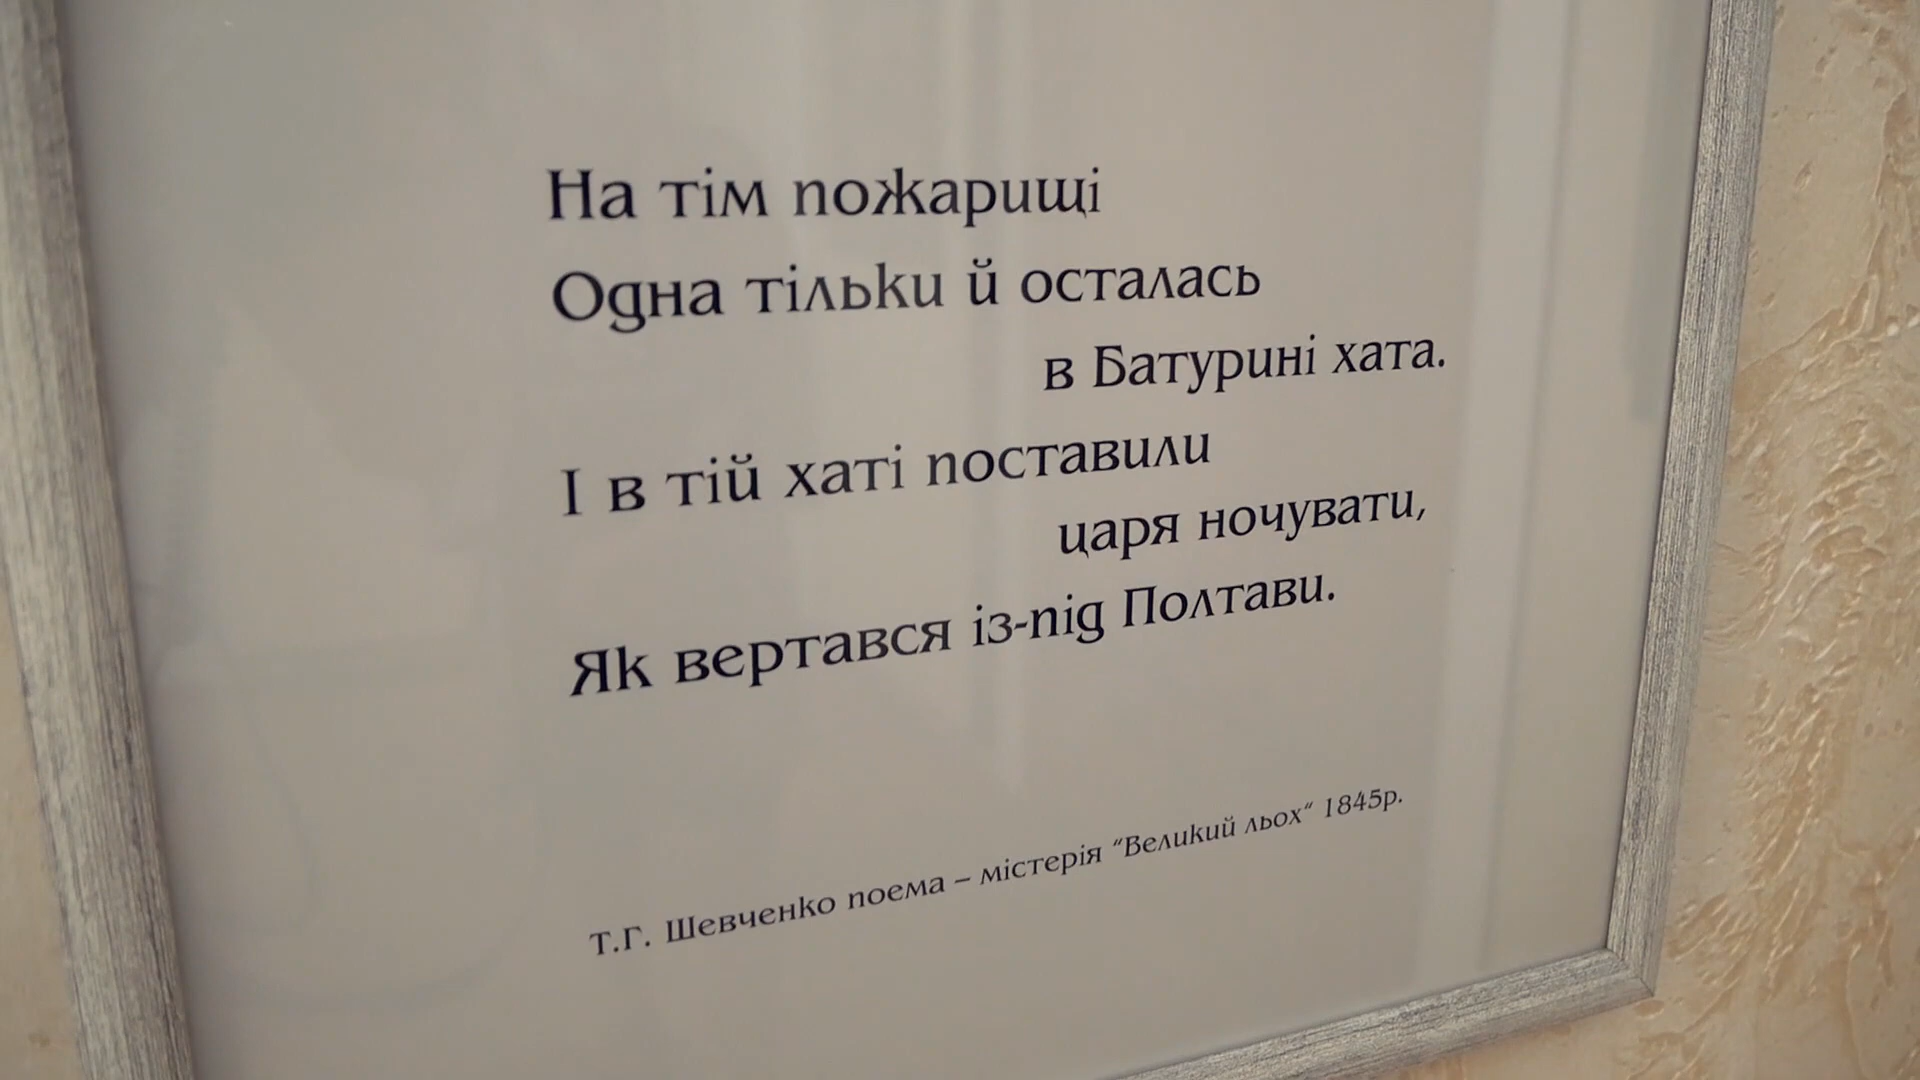 На тім пожарищі
Одна тільки й осталась
в Батурині хата.
І в тій хаті поставили
царя ночувати,
Як вертався із-під Полтави.
Т.Г. Шевченко поема – містерія “Великий льох“ 1845р.